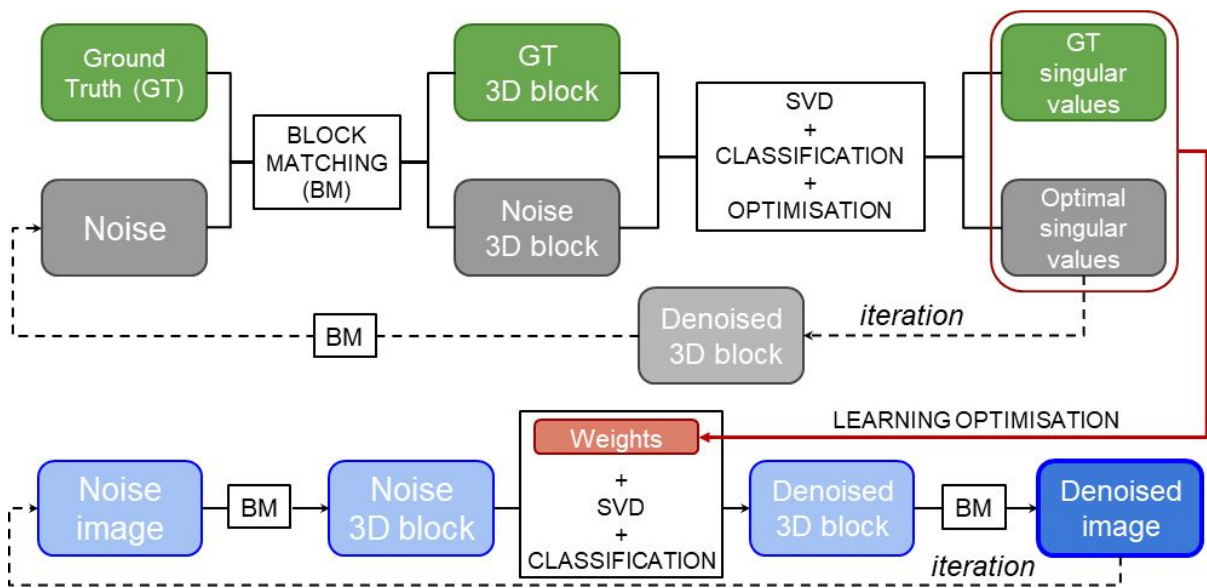 Ground
Truth (GT)
GT
3D block
GT
singular
values
BLOCK
MATCHING
(BM)
SVD
+
CLASSIFICATION
+
OPTIMISATION
Noise
Noise
3D block
Optimal
singular
values
BM
Denoised
3D block
iteration
LEARNING OPTIMISATION
Weights
+
SVD
+
CLASSIFICATION
Noise
image
BM
Noise
3D block
Denoised
3D block
BM
Denoised
image
iteration